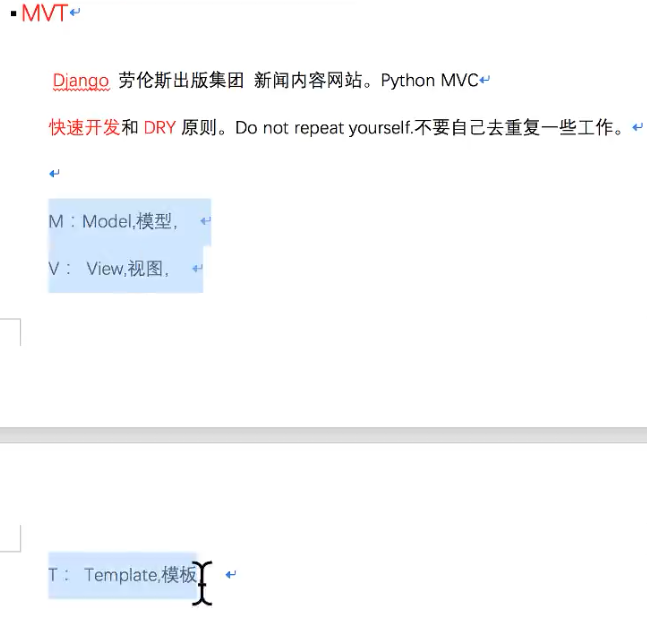 MVT
Django 劳伦斯出版集团 新闻内容网站。Python MVC
快速开发和 DRY 原则。Do not repeat yourself.不要自己去重复一些工作。
M：Model,模型,
V： View,视图,
T： Template,模板,